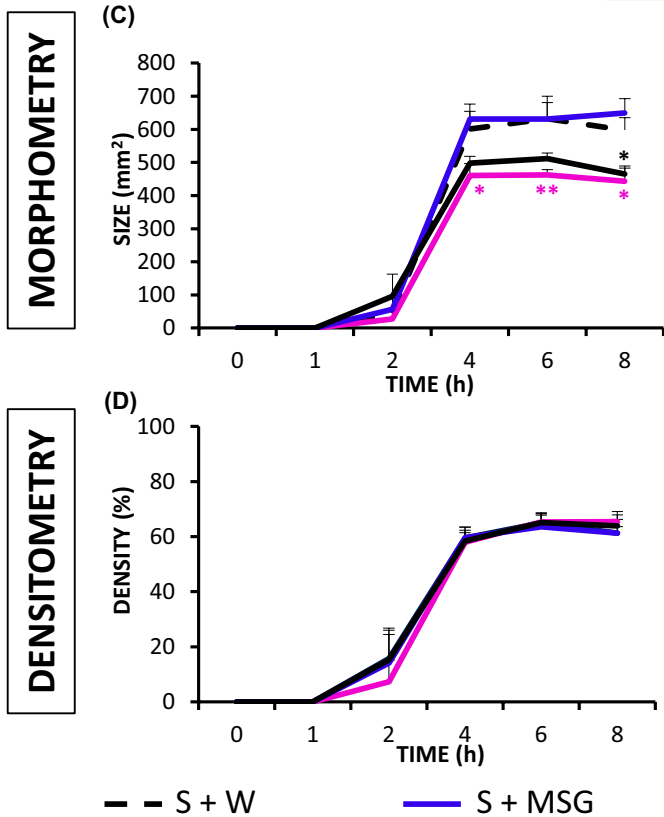 (C)
MORPHOMETRY
SIZE (mm²)
800
700
600
500
400
300
200
100
0
*
* ** *
0 1 2 4 6 8
TIME (h)
(D)
DENSITOMETRY
DENSITY (%)
100
80
60
40
20
0
0 1 2 4 6 8
TIME (h)
S + W S + MSG